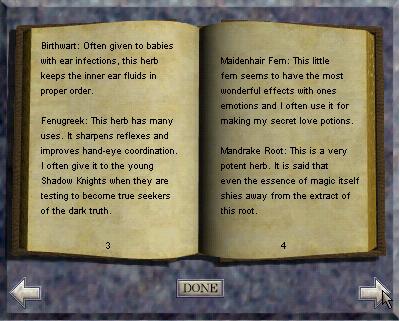 Birthwart: Often given to babies
with ear infections, this herb
keeps the inner ear fluids in
proper order.
Fenugreek: This herb has many
uses. It sharpens reflexes and
improves hand-eye coordination.
I often give it to the young
Shadow Knights when they are
testing to become true seekers
of the dark truth.
3
Maidenhair Fern: This little
fern seems to have the most
wonderful effects with ones
emotions and I often use it for
making my secret love potions.
Mandrake Root: This is a very
potent herb. It is said that
even the essence of magic itself
shies away from the extract of
this root.
4
DONE